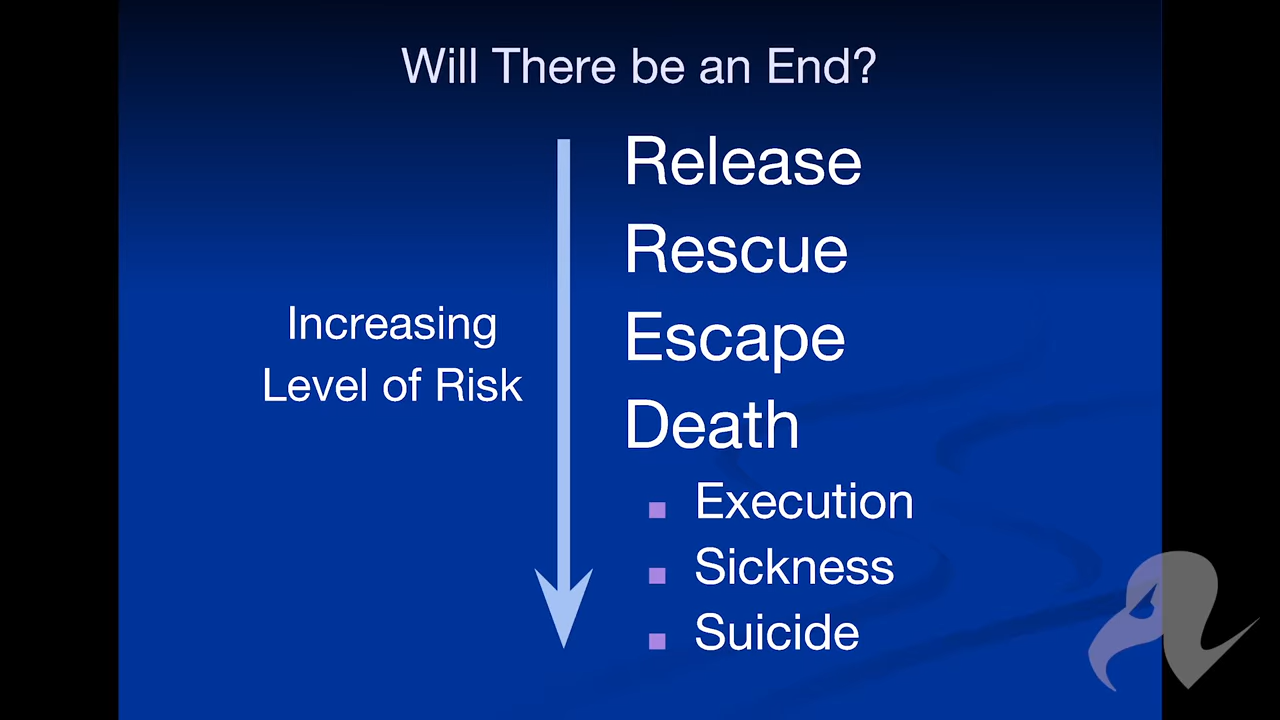 Will There be an End?
Increasing
Level of Risk
Release
Rescue
Escape
Death
Execution
Sickness
Suicide